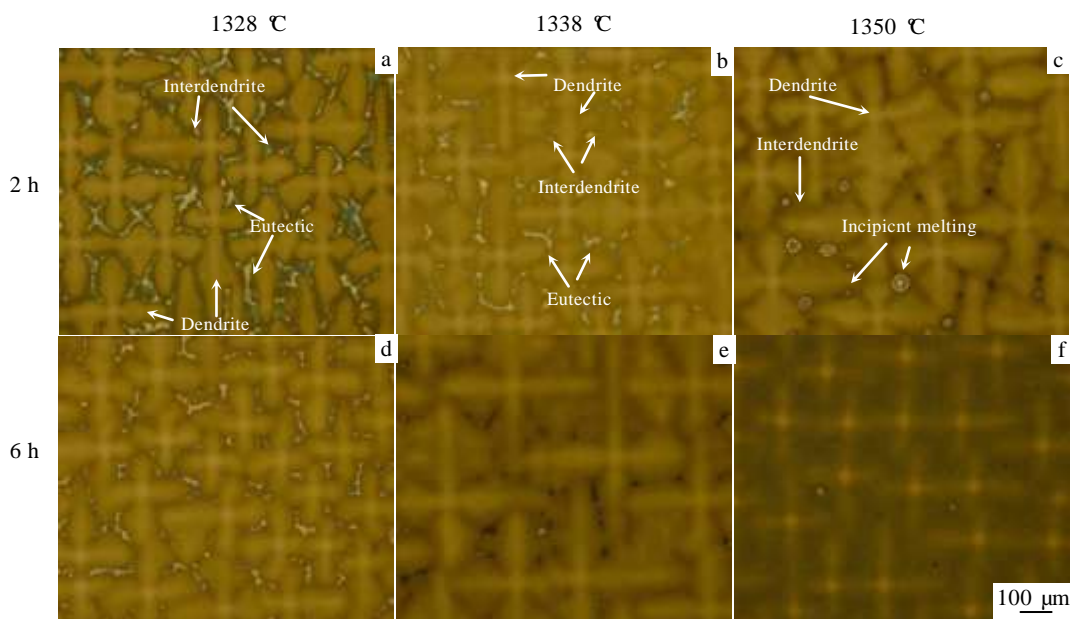 1328 ℃
1338 ℃
1350 ℃
2 h
a
Interdendrite
Eutectic
Dendrite
b
Dendrite
Interdendrite
Eutectic
c
Dendrite
Interdendrite
Incipicnt melting
6 h
d
e
f
100 μm